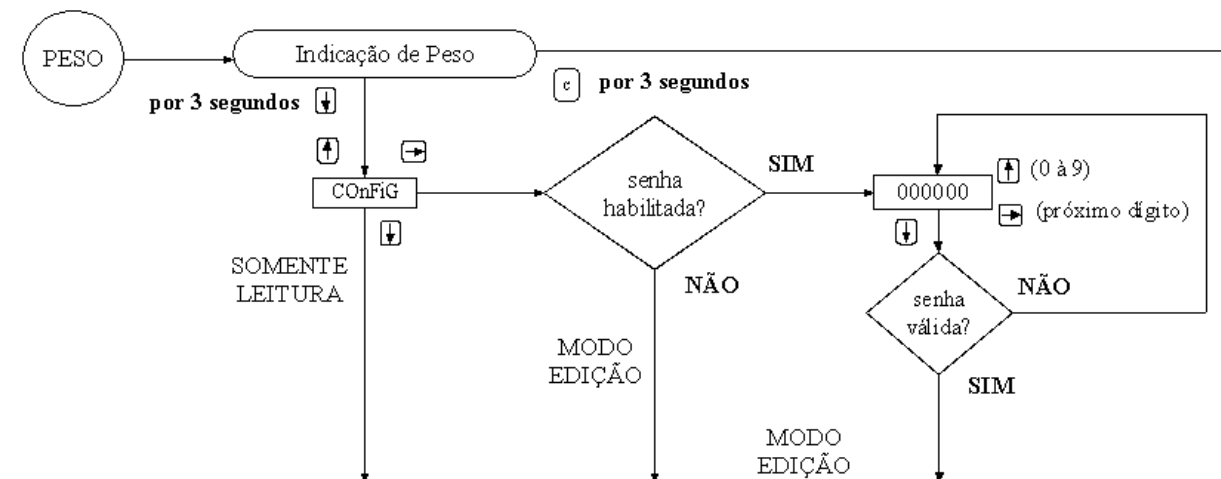 PESO
Indicação de Peso
por 3 segundos
c por 3 segundos
COnFiG
SOMENTE
LEITURA
senha
habilitada?
SIM
NÃO
MODO
EDIÇÃO
000000
(0 à 9)
(próximo dígito)
senha
válida?
NÃO
SIM
MODO
EDIÇÃO